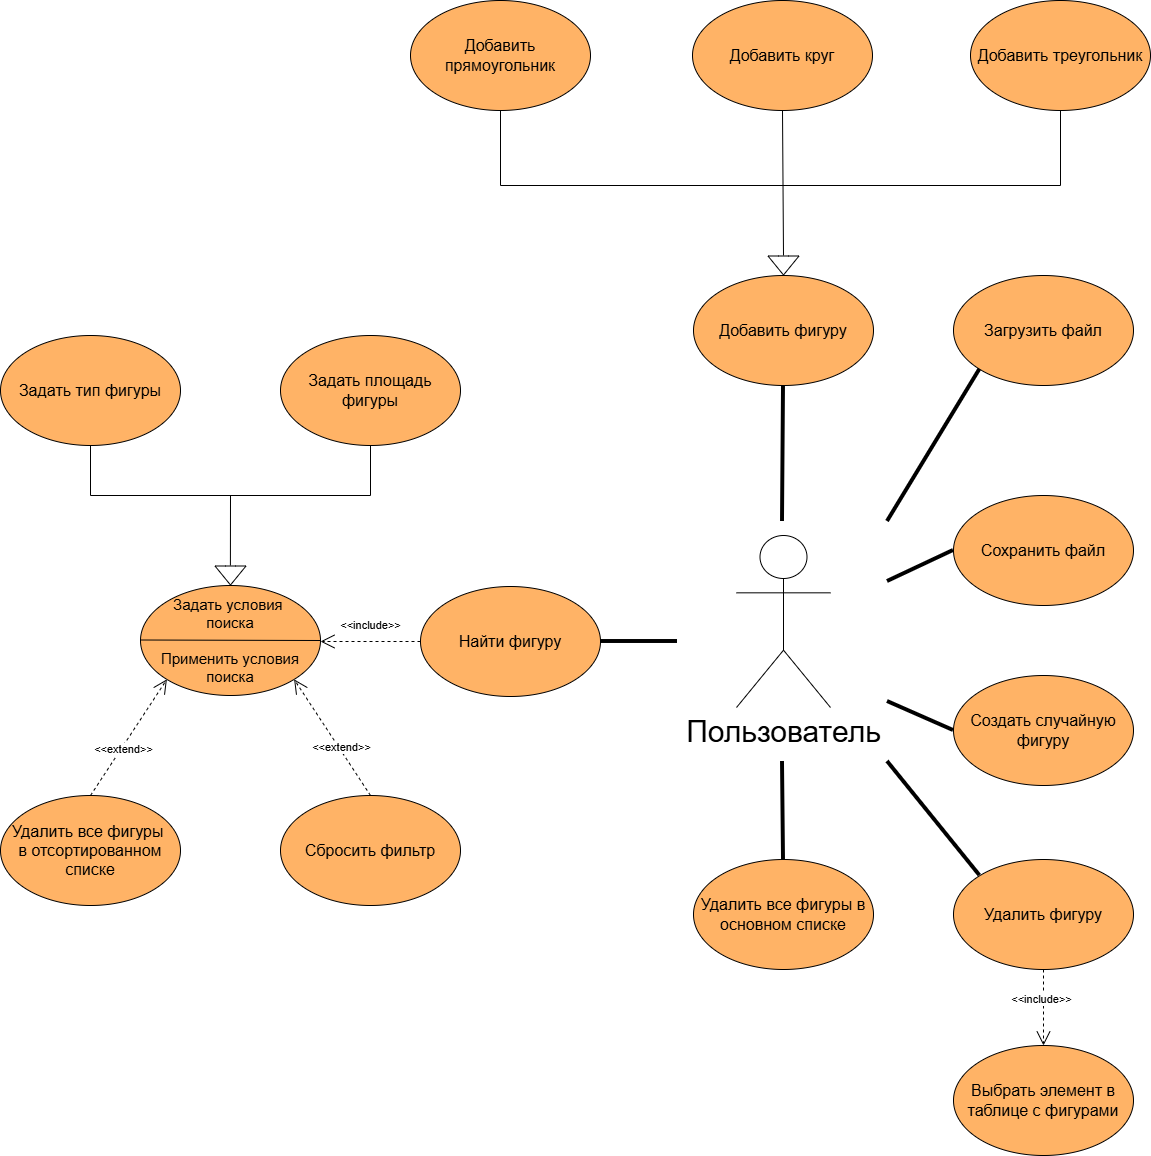 Добавить
прямоугольник
Добавить круг
Добавить треугольник
Добавить фигуру
Загрузить файл
Задать тип фигуры
Задать площадь
фигуры
Сохранить файл
Задать условия
поиска
Применить условия
поиска
<<include>>
Найти фигуру
Пользователь
Создать случайную
фигуру
<<extend>>
<<extend>>
Удалить все фигуры
в отсортированном
списке
Сбросить фильтр
Удалить все фигуры в
основном списке
Удалить фигуру
<<include>>
Выбрать элемент в
таблице с фигурами